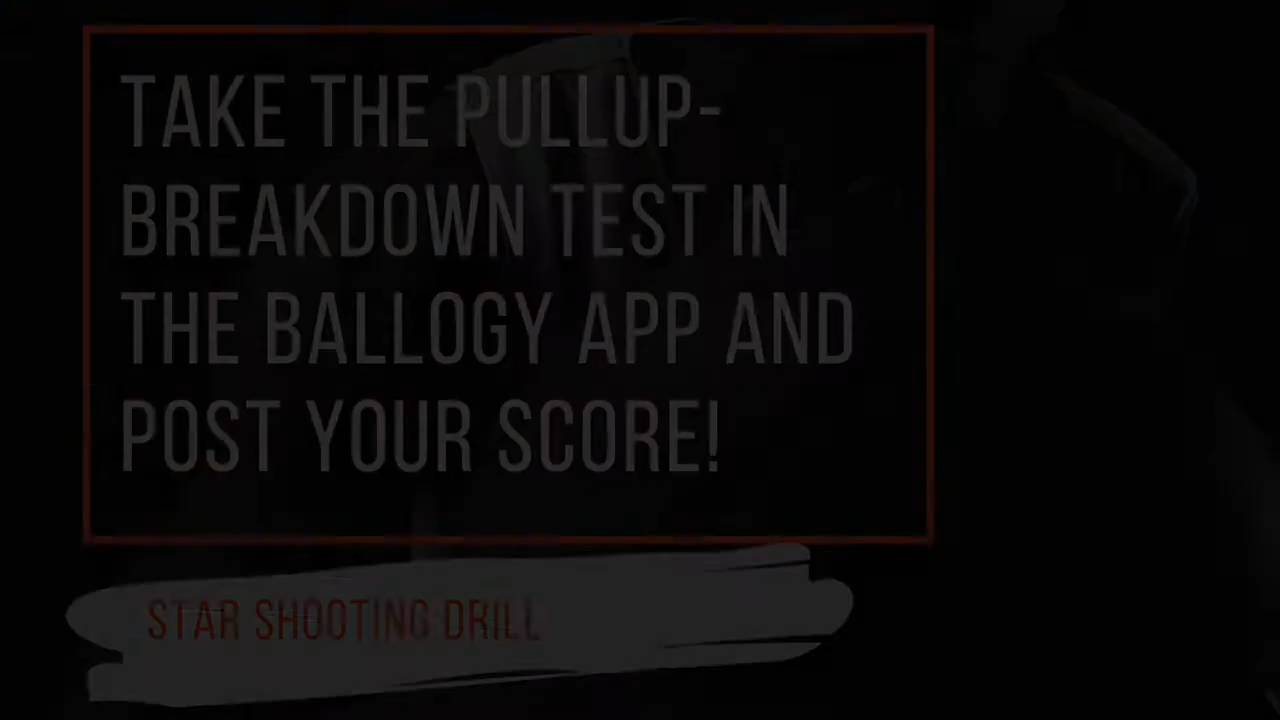 TAKE THE PULLUP-
BREAKDOWN TEST IN
THE BALLOGY APP AND
POST YOUR SCORE!
STAR SHOOTING DRILL